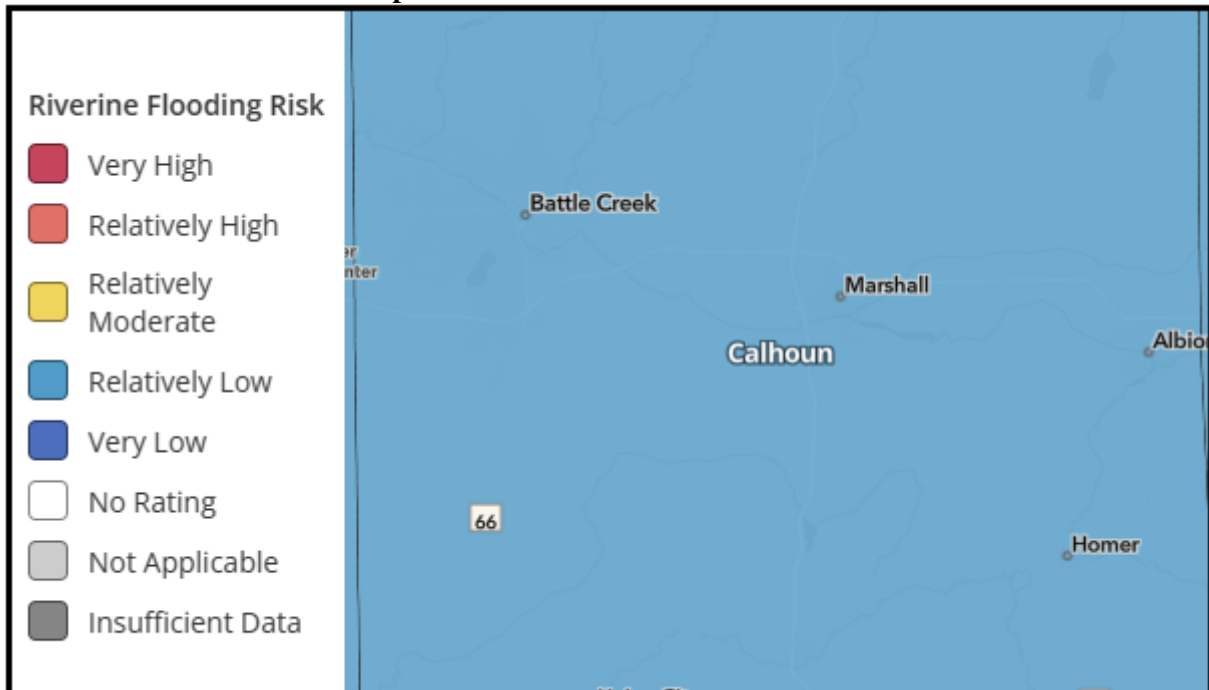 Riverine Flooding Risk
Very High
Relatively High
Relatively
Moderate
Relatively Low
Very Low
No Rating
Not Applicable
Insufficient Data
Battle Creek
Marshall
Calhoun
Albio
66
Homer